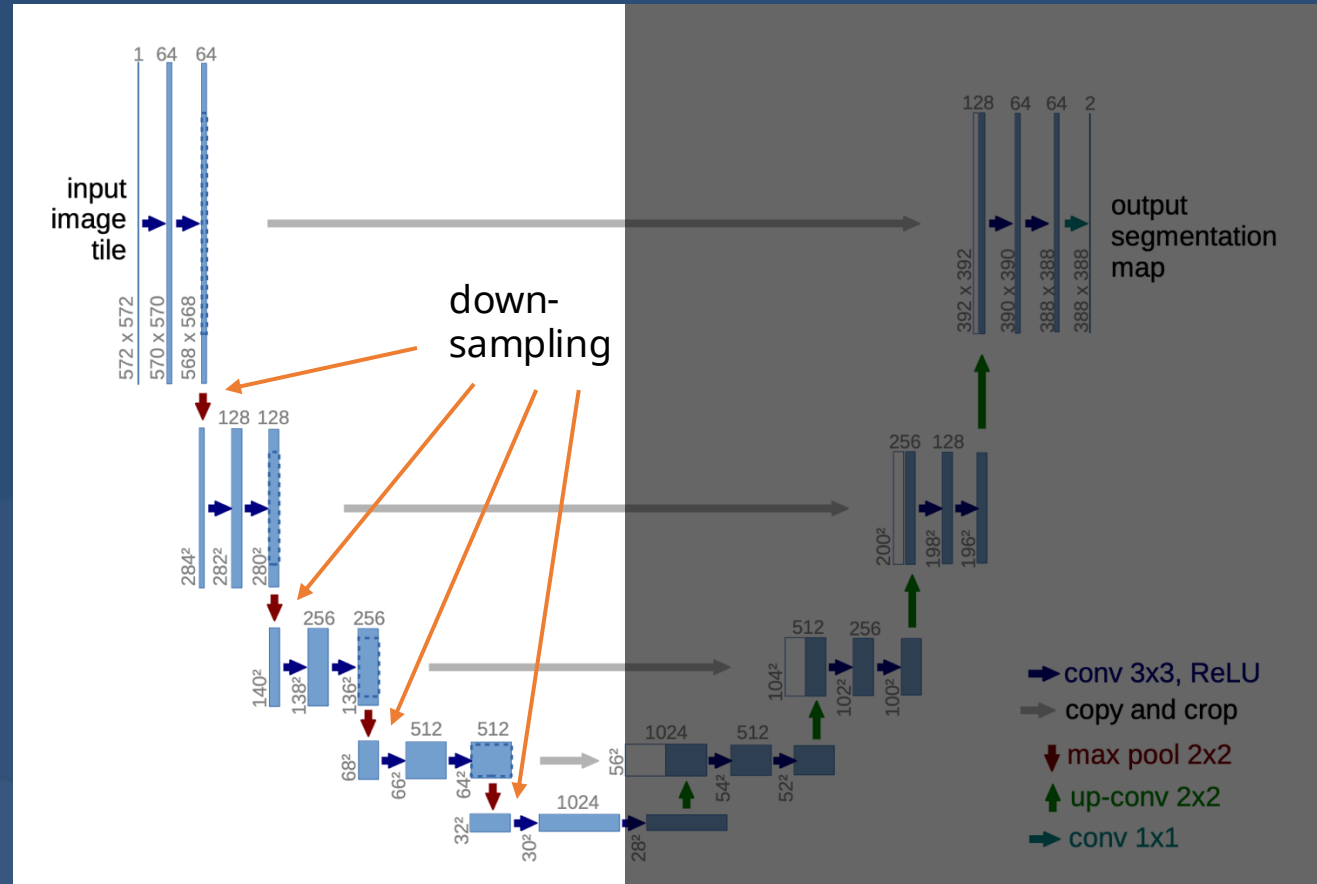 1 64 64
input
image
tile
572 x 572
570 x 570
568 x 568
down-
sampling
128 64 64 2
392 x 392
390 x 390
388 x 388
388 x 388
output
segmentation
map
128 128
284²
282²
280²
256 128
200²
198²
196²
256 256
140²
138²
136²
512 256
104²
102²
100²
512 512
68²
66²
64²
1024 512
56²
54²
52²
1024
32²
30²
28²
conv 3x3, ReLU
copy and crop
max pool 2x2
up-conv 2x2
conv 1x1